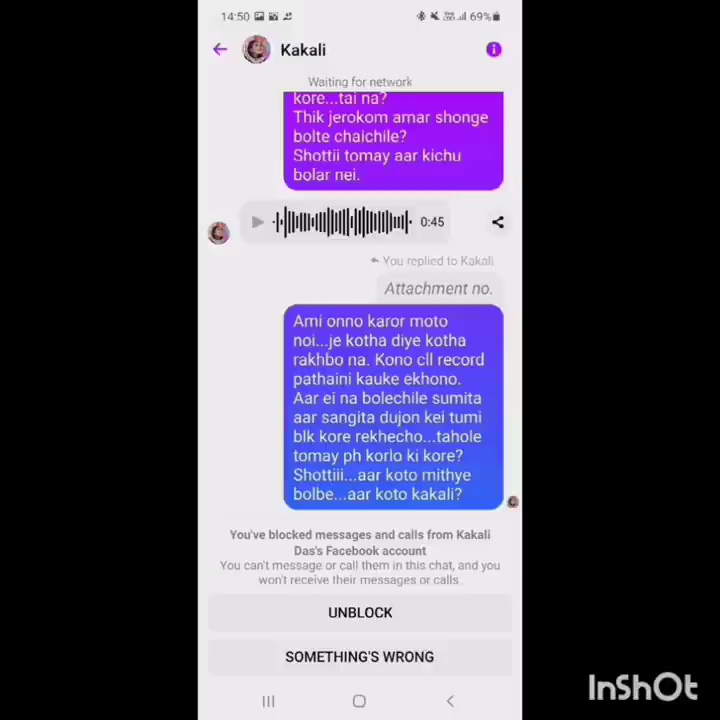 14:50
69%
Kakali
Waiting for network
kore...tai na?
Thik jerokom amar shonge
bolte chaichile?
Shottii tomay aar kichu
bolar nei.
0:45
You replied to Kakali
Attachment no.
Ami onno karor moto
noi...je kotha diye kotha
rakhbo na. Kono cll record
pathaini kauke ekhono.
Aar ei na bolechile sumita
aar sangita dujon kei tumi
blk kore rekhecho...tahole
tomay ph korlo ki kore?
Shottiii...aar koto mithye
bolbe...aar koto kakali?
You've blocked messages and calls from Kakali
Das's Facebook account
You can't message or call them in this chat, and you
won't receive their messages or calls.
UNBLOCK
SOMETHING'S WRONG
InShOt